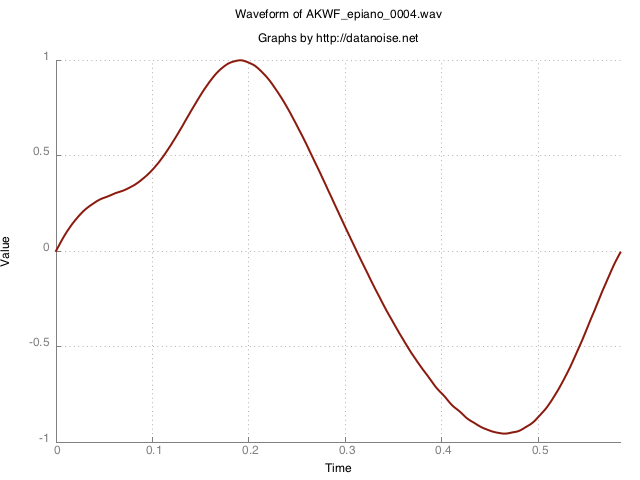 Waveform of AKWF_epiano_0004.wav
Graphs by http://datanoise.net
1
0.5
0
-0.5
-1
Value
0 0.1 0.2 0.3 0.4 0.5
Time